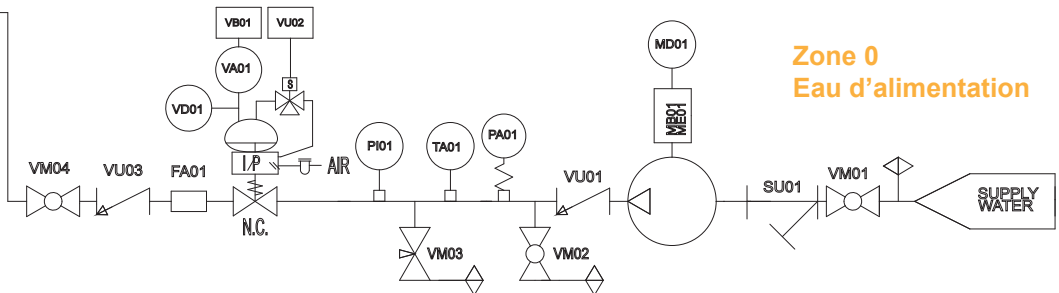 VB01
VU02
MD01
Zone 0
Eau d'alimentation
VA01
S
VD01
MB01
ME01
PI01
TA01
PA01
I/P
AIR
VM04
VU03
FA01
VU01
SU01
VM01
SUPPLY
WATER
N.C.
VM03
VM02